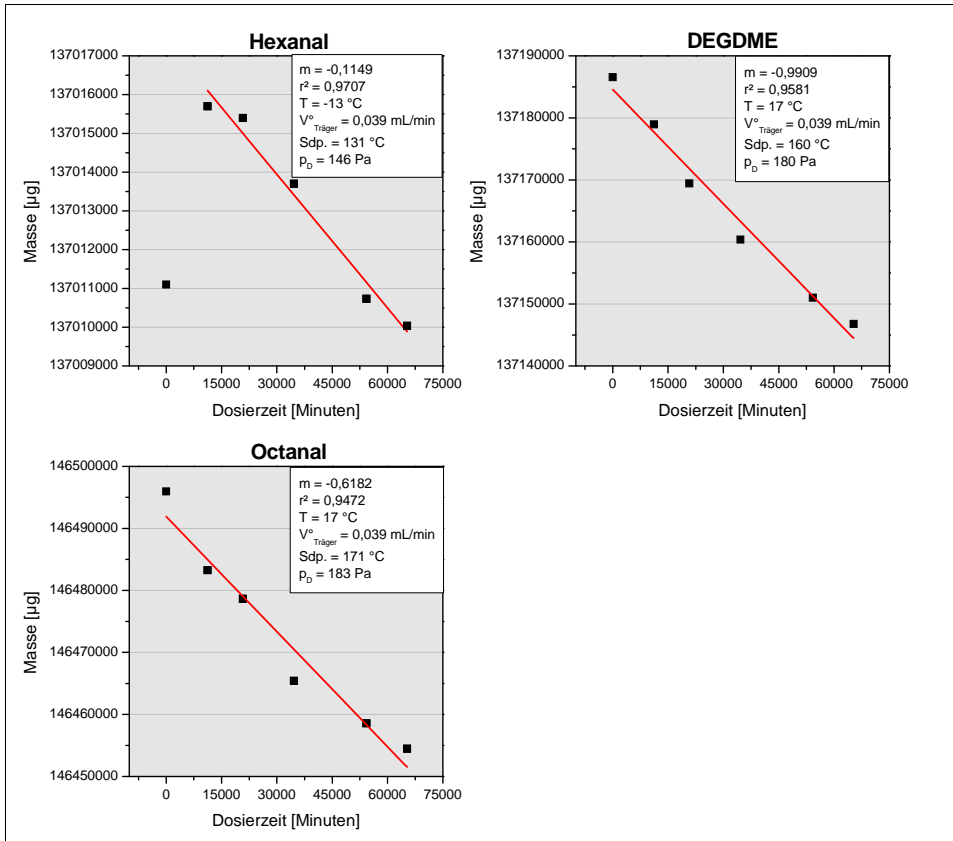 Hexanal
m = -0,1149
r² = 0,9707
T = -13 °C
V°Träger = 0,039 mL/min
Sdp. = 131 °C
pD = 146 Pa
137017000
137016000
137015000
137014000
137013000
137012000
137011000
137010000
137009000
Masse [µg]
0 15000 30000 45000 60000 75000
Dosierzeit [Minuten]
DEGDME
m = -0,9909
r² = 0,9581
T = 17 °C
V°Träger = 0,039 mL/min
Sdp. = 160 °C
pD = 180 Pa
137190000
137180000
137170000
137160000
137150000
137140000
Masse [µg]
0 15000 30000 45000 60000 75000
Dosierzeit [Minuten]
Octanal
m = -0,6182
r² = 0,9472
T = 17 °C
V°Träger = 0,039 mL/min
Sdp. = 171 °C
pD = 183 Pa
146500000
146490000
146480000
146470000
146460000
146450000
Masse [µg]
0 15000 30000 45000 60000 75000
Dosierzeit [Minuten]